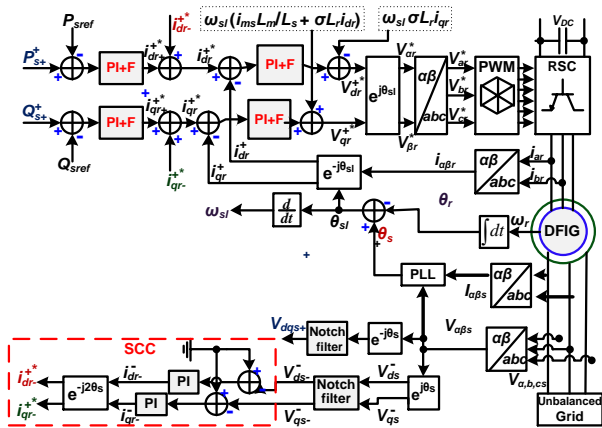 P_sref
i_dr-^+*
ω_sl(i_ms L_m/L_s + σL_r i_dr)
ω_sl σL_r i_qr
V_DC
P_s+^+
PI+F
i_dr+^*
i_dr^+*
PI+F
V_dr^+*
V_αr^*
V_ar^*
PWM
RSC
e^jθsl
αβ
abc
V_br^*
Q_s+^+
PI+F
i_qr+^+*
i_qr^+*
PI+F
V_qr^+*
V_βr^*
V_cr^*
Q_sref
i_qr-^+*
i_qr^+
i_dr^+
e^-jθsl
i_αβr
αβ
abc
i_ar
i_br
ω_sl
d
dt
θ_sl
θ_s
θ_r
∫dt
ω_r
DFIG
PLL
I_αβs
αβ
abc
V_dqs+
Notch
filter
e^-jθs
V_αβs
αβ
abc
V_a,b,cs
SCC
i_dr-^+*
i_qr-^+*
e^-j2θs
i_dr-^-
i_qr-^-
PI
PI
V_ds-^-
V_qs-^-
Notch
filter
V_ds^-
V_qs^-
e^jθs
Unbalanced
Grid